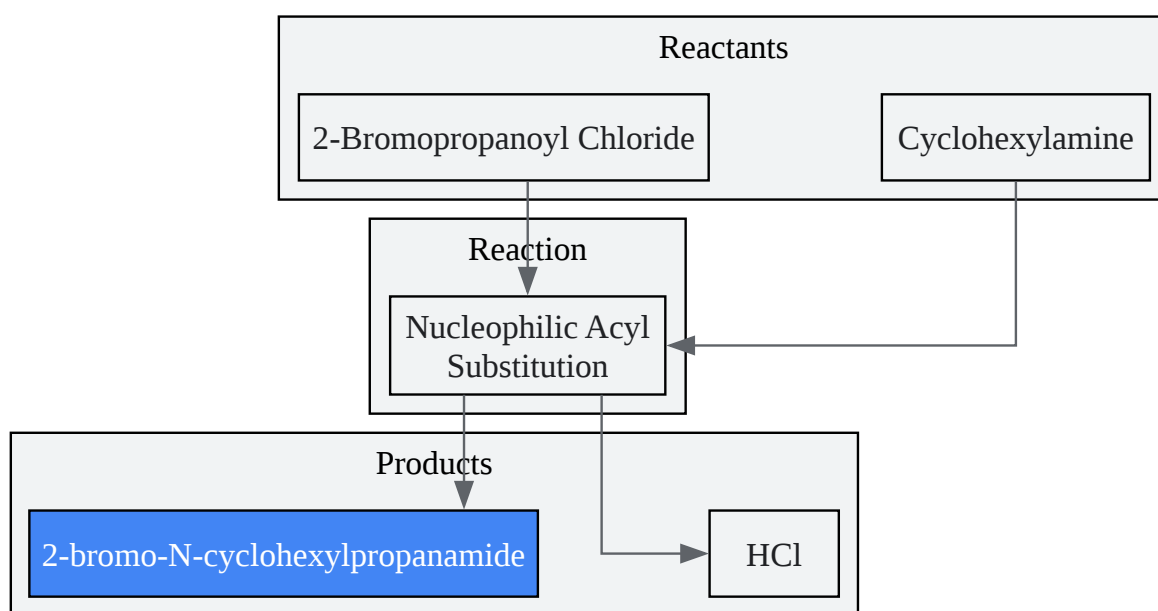 Reactants
2-Bromopropanoyl Chloride
Cyclohexylamine
Reaction
Nucleophilic Acyl
Substitution
Products
2-bromo-N-cyclohexylpropanamide
HCl